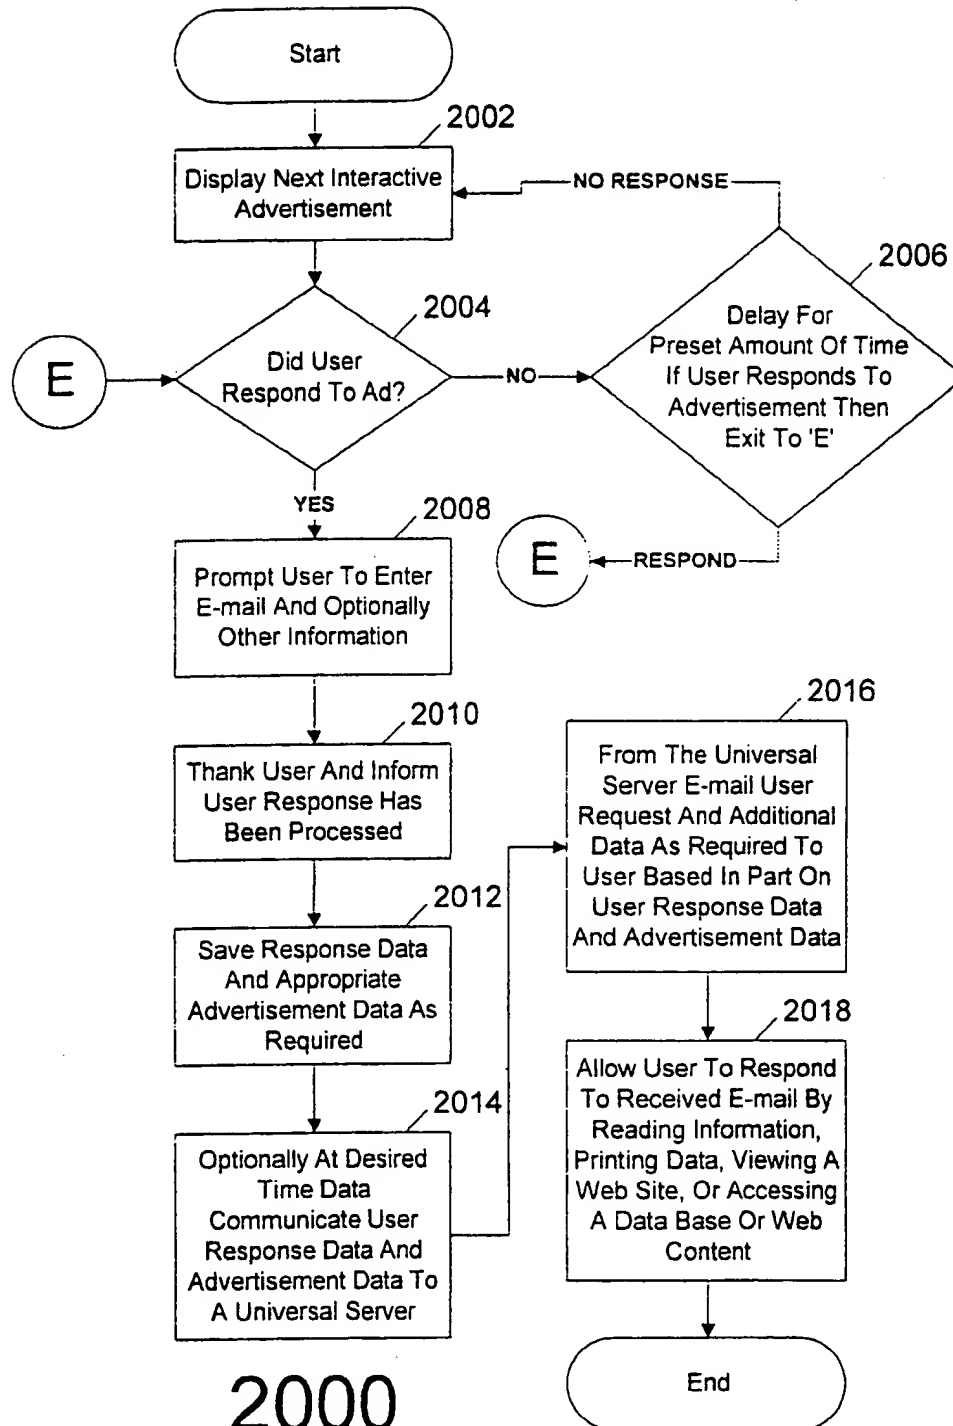 Start
2002
Display Next Interactive
Advertisement
NO RESPONSE
2006
Delay For
Preset Amount Of Time
If User Responds To
Advertisement Then
Exit To 'E'
2004
E
Did User
Respond To Ad?
NO
YES
E
RESPOND
2008
Prompt User To Enter
E-mail And Optionally
Other Information
2010
Thank User And Inform
User Response Has
Been Processed
2012
Save Response Data
And Appropriate
Advertisement Data As
Required
2014
Optionally At Desired
Time Data
Communicate User
Response Data And
Advertisement Data To
A Universal Server
2016
From The Universal
Server E-mail User
Request And Additional
Data As Required To
User Based In Part On
User Response Data
And Advertisement Data
2018
Allow User To Respond
To Received E-mail By
Reading Information,
Printing Data, Viewing A
Web Site, Or Accessing
A Data Base Or Web
Content
End
2000